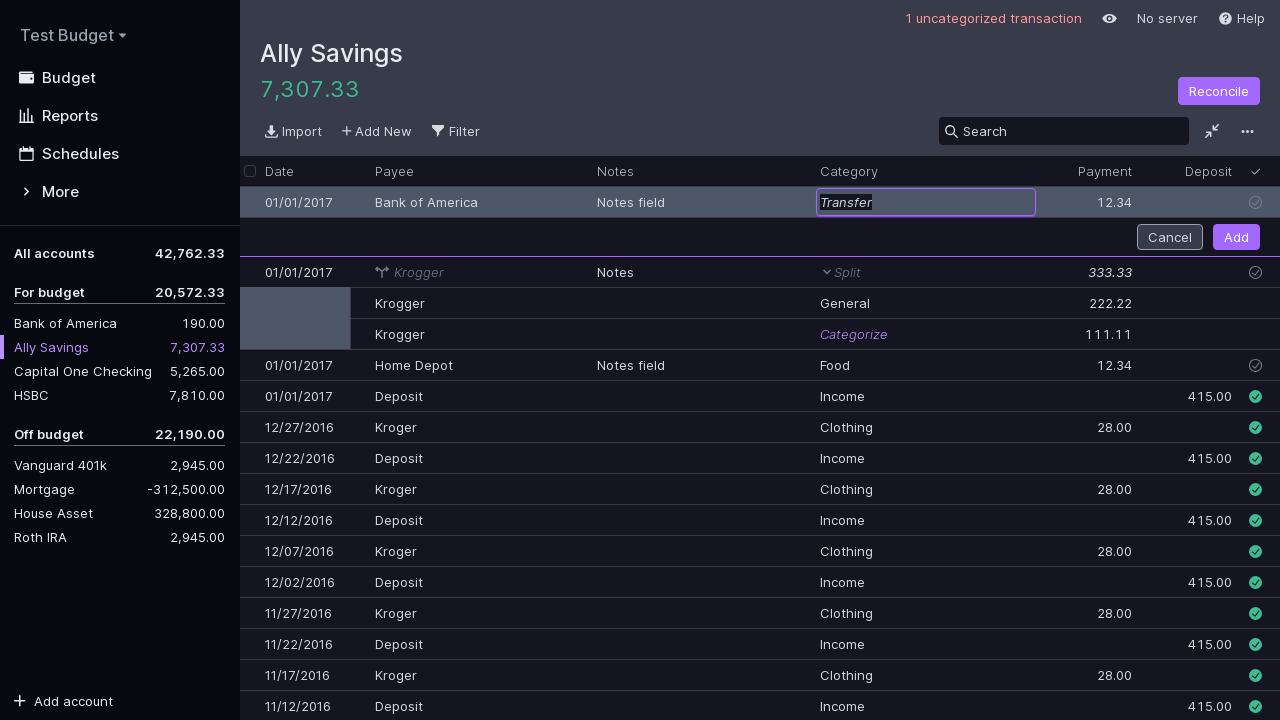 Test Budget
Budget
Reports
Schedules
More
All accounts 42,762.33
For budget 20,572.33
Bank of America 190.00
Ally Savings 7,307.33
Capital One Checking 5,265.00
HSBC 7,810.00
Off budget 22,190.00
Vanguard 401k 2,945.00
Mortgage -312,500.00
House Asset 328,800.00
Roth IRA 2,945.00
Add account
1 uncategorized transaction No server Help
Ally Savings
7,307.33
Reconcile
Import Add New Filter Search
Date Payee Notes Category Payment Deposit
01/01/2017 Bank of America Notes field Transfer 12.34
Cancel Add
01/01/2017 Krogger Notes Split 333.33
Krogger General 222.22
Krogger Categorize 111.11
01/01/2017 Home Depot Notes field Food 12.34
01/01/2017 Deposit Income 415.00
12/27/2016 Kroger Clothing 28.00
12/22/2016 Deposit Income 415.00
12/17/2016 Kroger Clothing 28.00
12/12/2016 Deposit Income 415.00
12/07/2016 Kroger Clothing 28.00
12/02/2016 Deposit Income 415.00
11/27/2016 Kroger Clothing 28.00
11/22/2016 Deposit Income 415.00
11/17/2016 Kroger Clothing 28.00
11/12/2016 Deposit Income 415.00